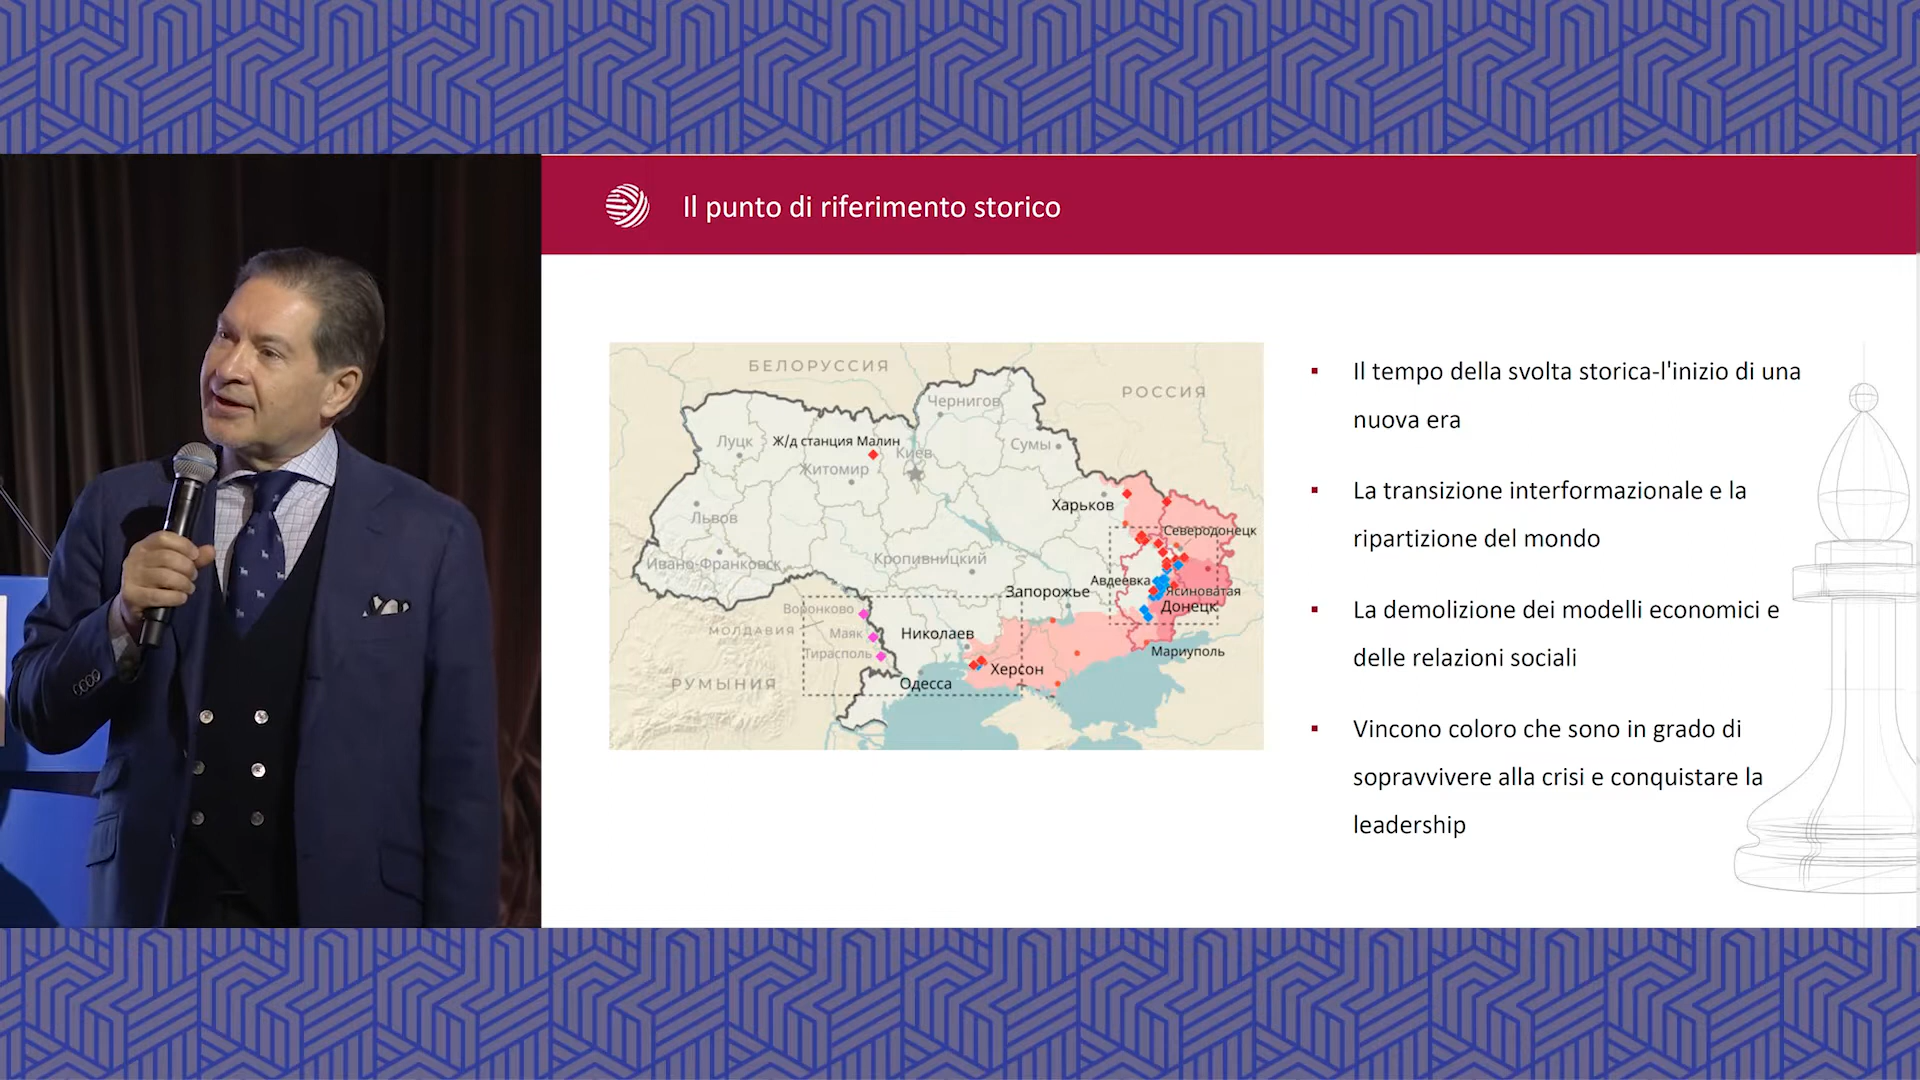 Il punto di riferimento storico
БЕЛОРУССИЯ
РОССИЯ
Чернигов
Луцк
Ж/д станция Малин
Киев
Сумы
Житомир
Харьков
Львов
Северодонецк
Кропивницкий
Ивано-Франковск
Авдеевка
Запорожье
Ясиноватая
Донецк
Воронково
МОЛДАВИЯ
Маяк
Николаев
Тирасполь
Мариуполь
Херсон
РУМЫНИЯ
Одесса
Il tempo della svolta storica-l'inizio di una
nuova era
La transizione interformazionale e la
ripartizione del mondo
La demolizione dei modelli economici e
delle relazioni sociali
Vincono coloro che sono in grado di
sopravvivere alla crisi e conquistare la
leadership